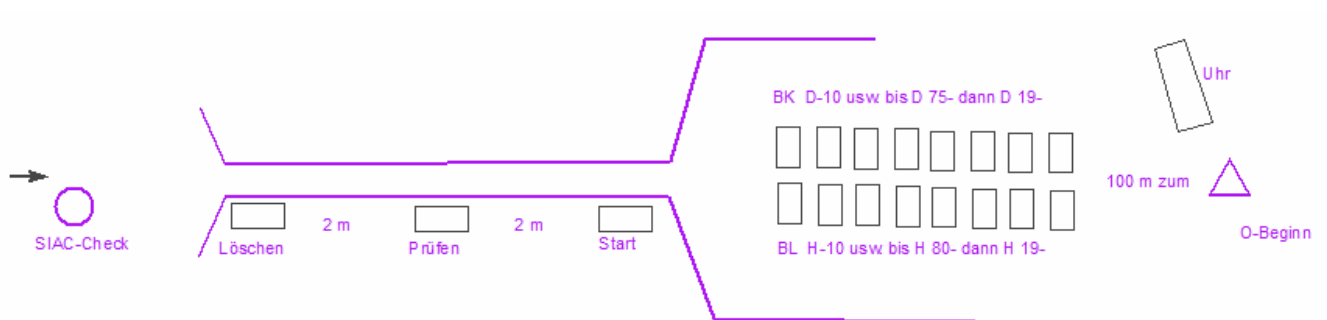 Uhr
BK D-10 usw. bis D 75- dann D 19-
100 m zum
SIAC-Check
Löschen
2 m
Prüfen
2 m
Start
BL H-10 usw. bis H 80- dann H 19-
O-Beginn